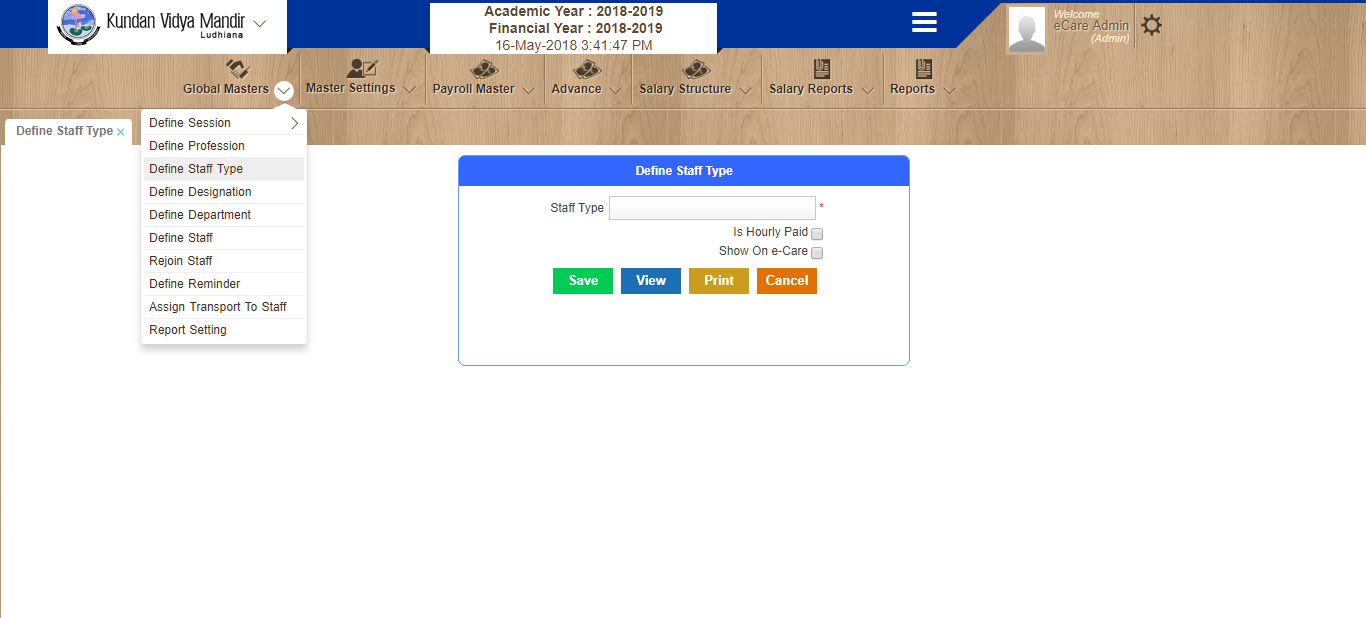 Kundan Vidya Mandir
Ludhiana
Academic Year : 2018-2019
Financial Year : 2018-2019
16-May-2018 3:41:47 PM
Welcome
eCare Admin
(Admin)
Global Masters
Master Settings
Payroll Master
Advance
Salary Structure
Salary Reports
Reports
Define Staff Type ×
Define Session
Define Profession
Define Staff Type
Define Designation
Define Department
Define Staff
Rejoin Staff
Define Reminder
Assign Transport To Staff
Report Setting
Define Staff Type
Staff Type *
Is Hourly Paid
Show On e-Care
Save View Print Cancel